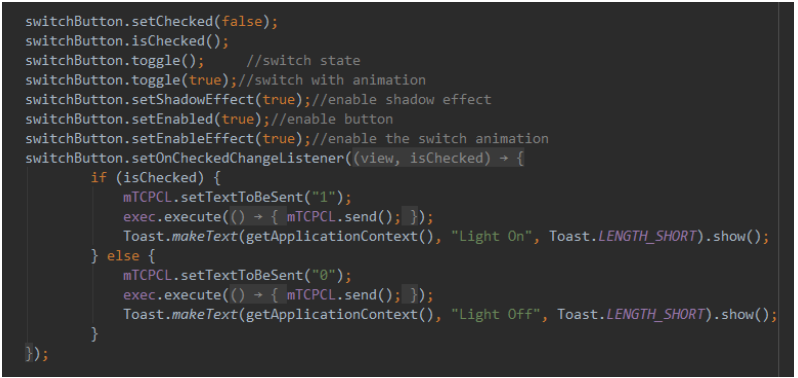 switchButton.setChecked(false);
switchButton.isChecked();
switchButton.toggle();     //switch state
switchButton.toggle(true);//switch with animation
switchButton.setShadowEffect(true);//enable shadow effect
switchButton.setEnabled(true);//enable button
switchButton.setEnableEffect(true);//enable the switch animation
switchButton.setOnCheckedChangeListener((view, isChecked) → {
        if (isChecked) {
            mTCPCL.setTextToBeSent("1");
            exec.execute(() → { mTCPCL.send(); });
            Toast.makeText(getApplicationContext(), "Light On", Toast.LENGTH_SHORT).show();
        } else {
            mTCPCL.setTextToBeSent("0");
            exec.execute(() → { mTCPCL.send(); });
            Toast.makeText(getApplicationContext(), "Light Off", Toast.LENGTH_SHORT).show();
        }
});